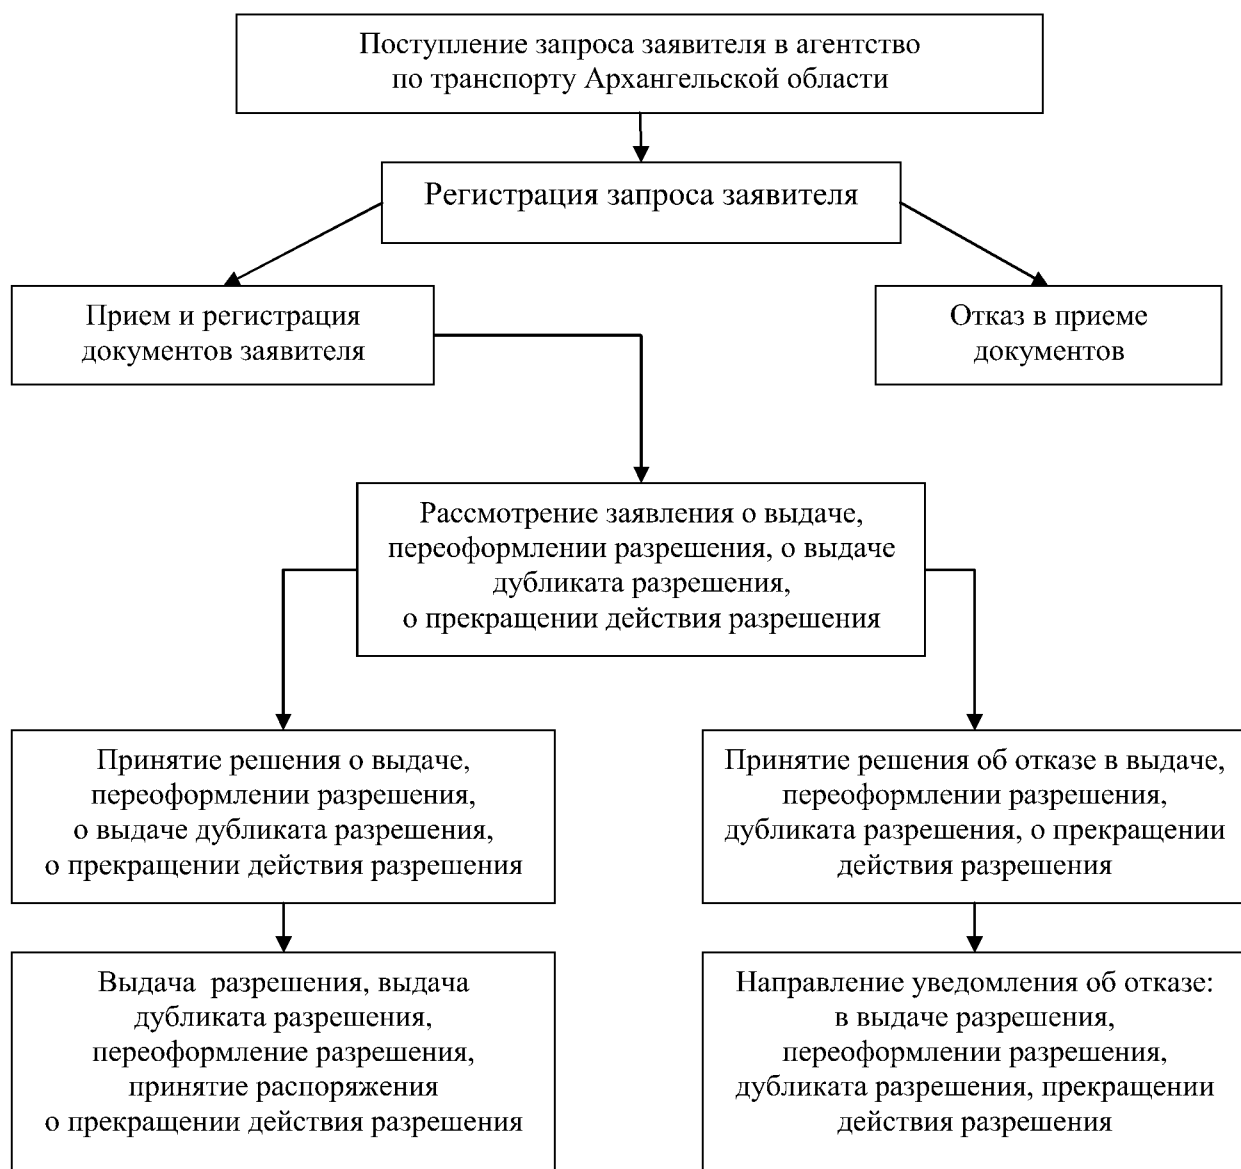 Поступление запроса заявителя в агентство
по транспорту Архангельской области
Регистрация запроса заявителя
Прием и регистрация
документов заявителя
Отказ в приеме
документов
Рассмотрение заявления о выдаче,
переоформлении разрешения, о выдаче
дубликата разрешения,
о прекращении действия разрешения
Принятие решения о выдаче,
переоформлении разрешения,
о выдаче дубликата разрешения,
о прекращении действия разрешения
Принятие решения об отказе в выдаче,
переоформлении разрешения,
дубликата разрешения, о прекращении
действия разрешения
Выдача  разрешения, выдача
дубликата разрешения,
переоформление разрешения,
принятие распоряжения
о прекращении действия разрешения
Направление уведомления об отказе:
в выдаче разрешения,
переоформлении разрешения,
дубликата разрешения, прекращении
действия разрешения